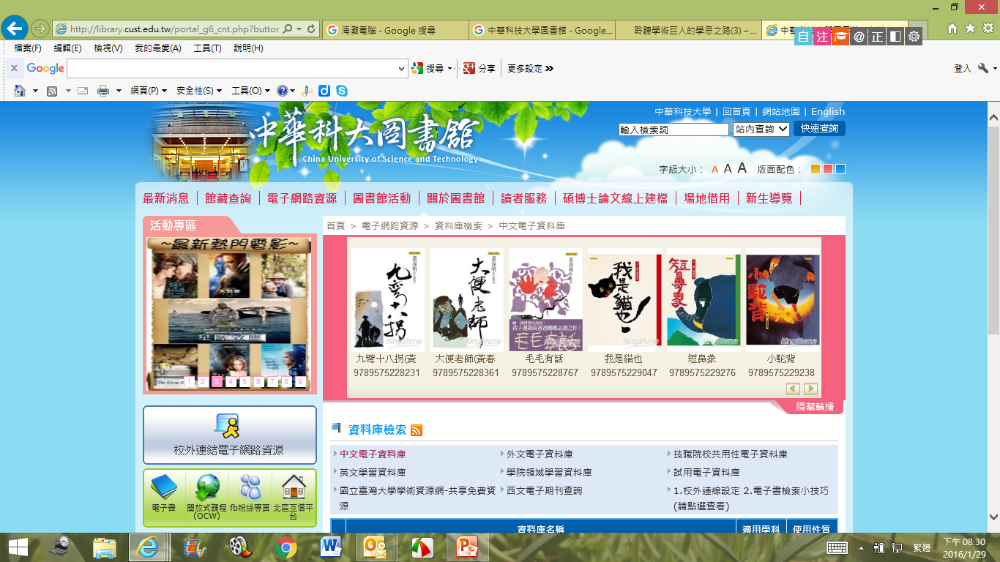 http://library.cust.edu.tw/portal_g6_cnt.php?button
海灘電腦 - Google 搜尋
中華科技大學圖書館 - Google...
聆聽學術巨人的學思之路(3) – ...
自 注 @ 正
檔案(F) 編輯(E) 檢視(V) 我的最愛(A) 工具(T) 說明(H)
x Google 搜尋 分享 更多設定 » 登入
網頁(P) 安全性(S) 工具(O)
中華科大圖書館
China University of Science and Technology
中華科技大學 | 回首頁 | 網站地圖 | English
輸入檢索詞 站內查詢 快速查詢
字級大小： A A A 版面配色：
最新消息 館藏查詢 電子網路資源 圖書館活動 關於圖書館 讀者服務 碩博士論文線上建檔 場地借用 新生導覽
活動專區
~最新熱門電影~
1 2 3 4 5 6 7 8 9
首頁 > 電子網路資源 > 資料庫檢索 > 中文電子資料庫
九彎十八拐
大便老師
毛毛有話
我是貓也
短鼻象
小駝背
KingStone KingStone KingStone KingStone KingStone
九彎十八拐(黃 大便老師(黃春 毛毛有話 我是貓也 短鼻象 小駝背
9789575228231 9789575228361 9789575228767 9789575229047 9789575229276 9789575229238
隱藏輪播
校外連結電子網路資源
電子書
開放式課程
(OCW)
fb粉絲專頁
北區互借平
台
資料庫檢索
中文電子資料庫 外文電子資料庫 技職院校共用性電子資料庫
英文學習資料庫 學院領域學習資料庫 試用電子資料庫
國立臺灣大學學術資源網-共享免費資 西文電子期刊查詢 1.校外連線設定 2.電子書檢索小技巧
源 (請點選查看)
資料庫名稱 適用學科 使用性質
繁體
下午 08:30
2016/1/29